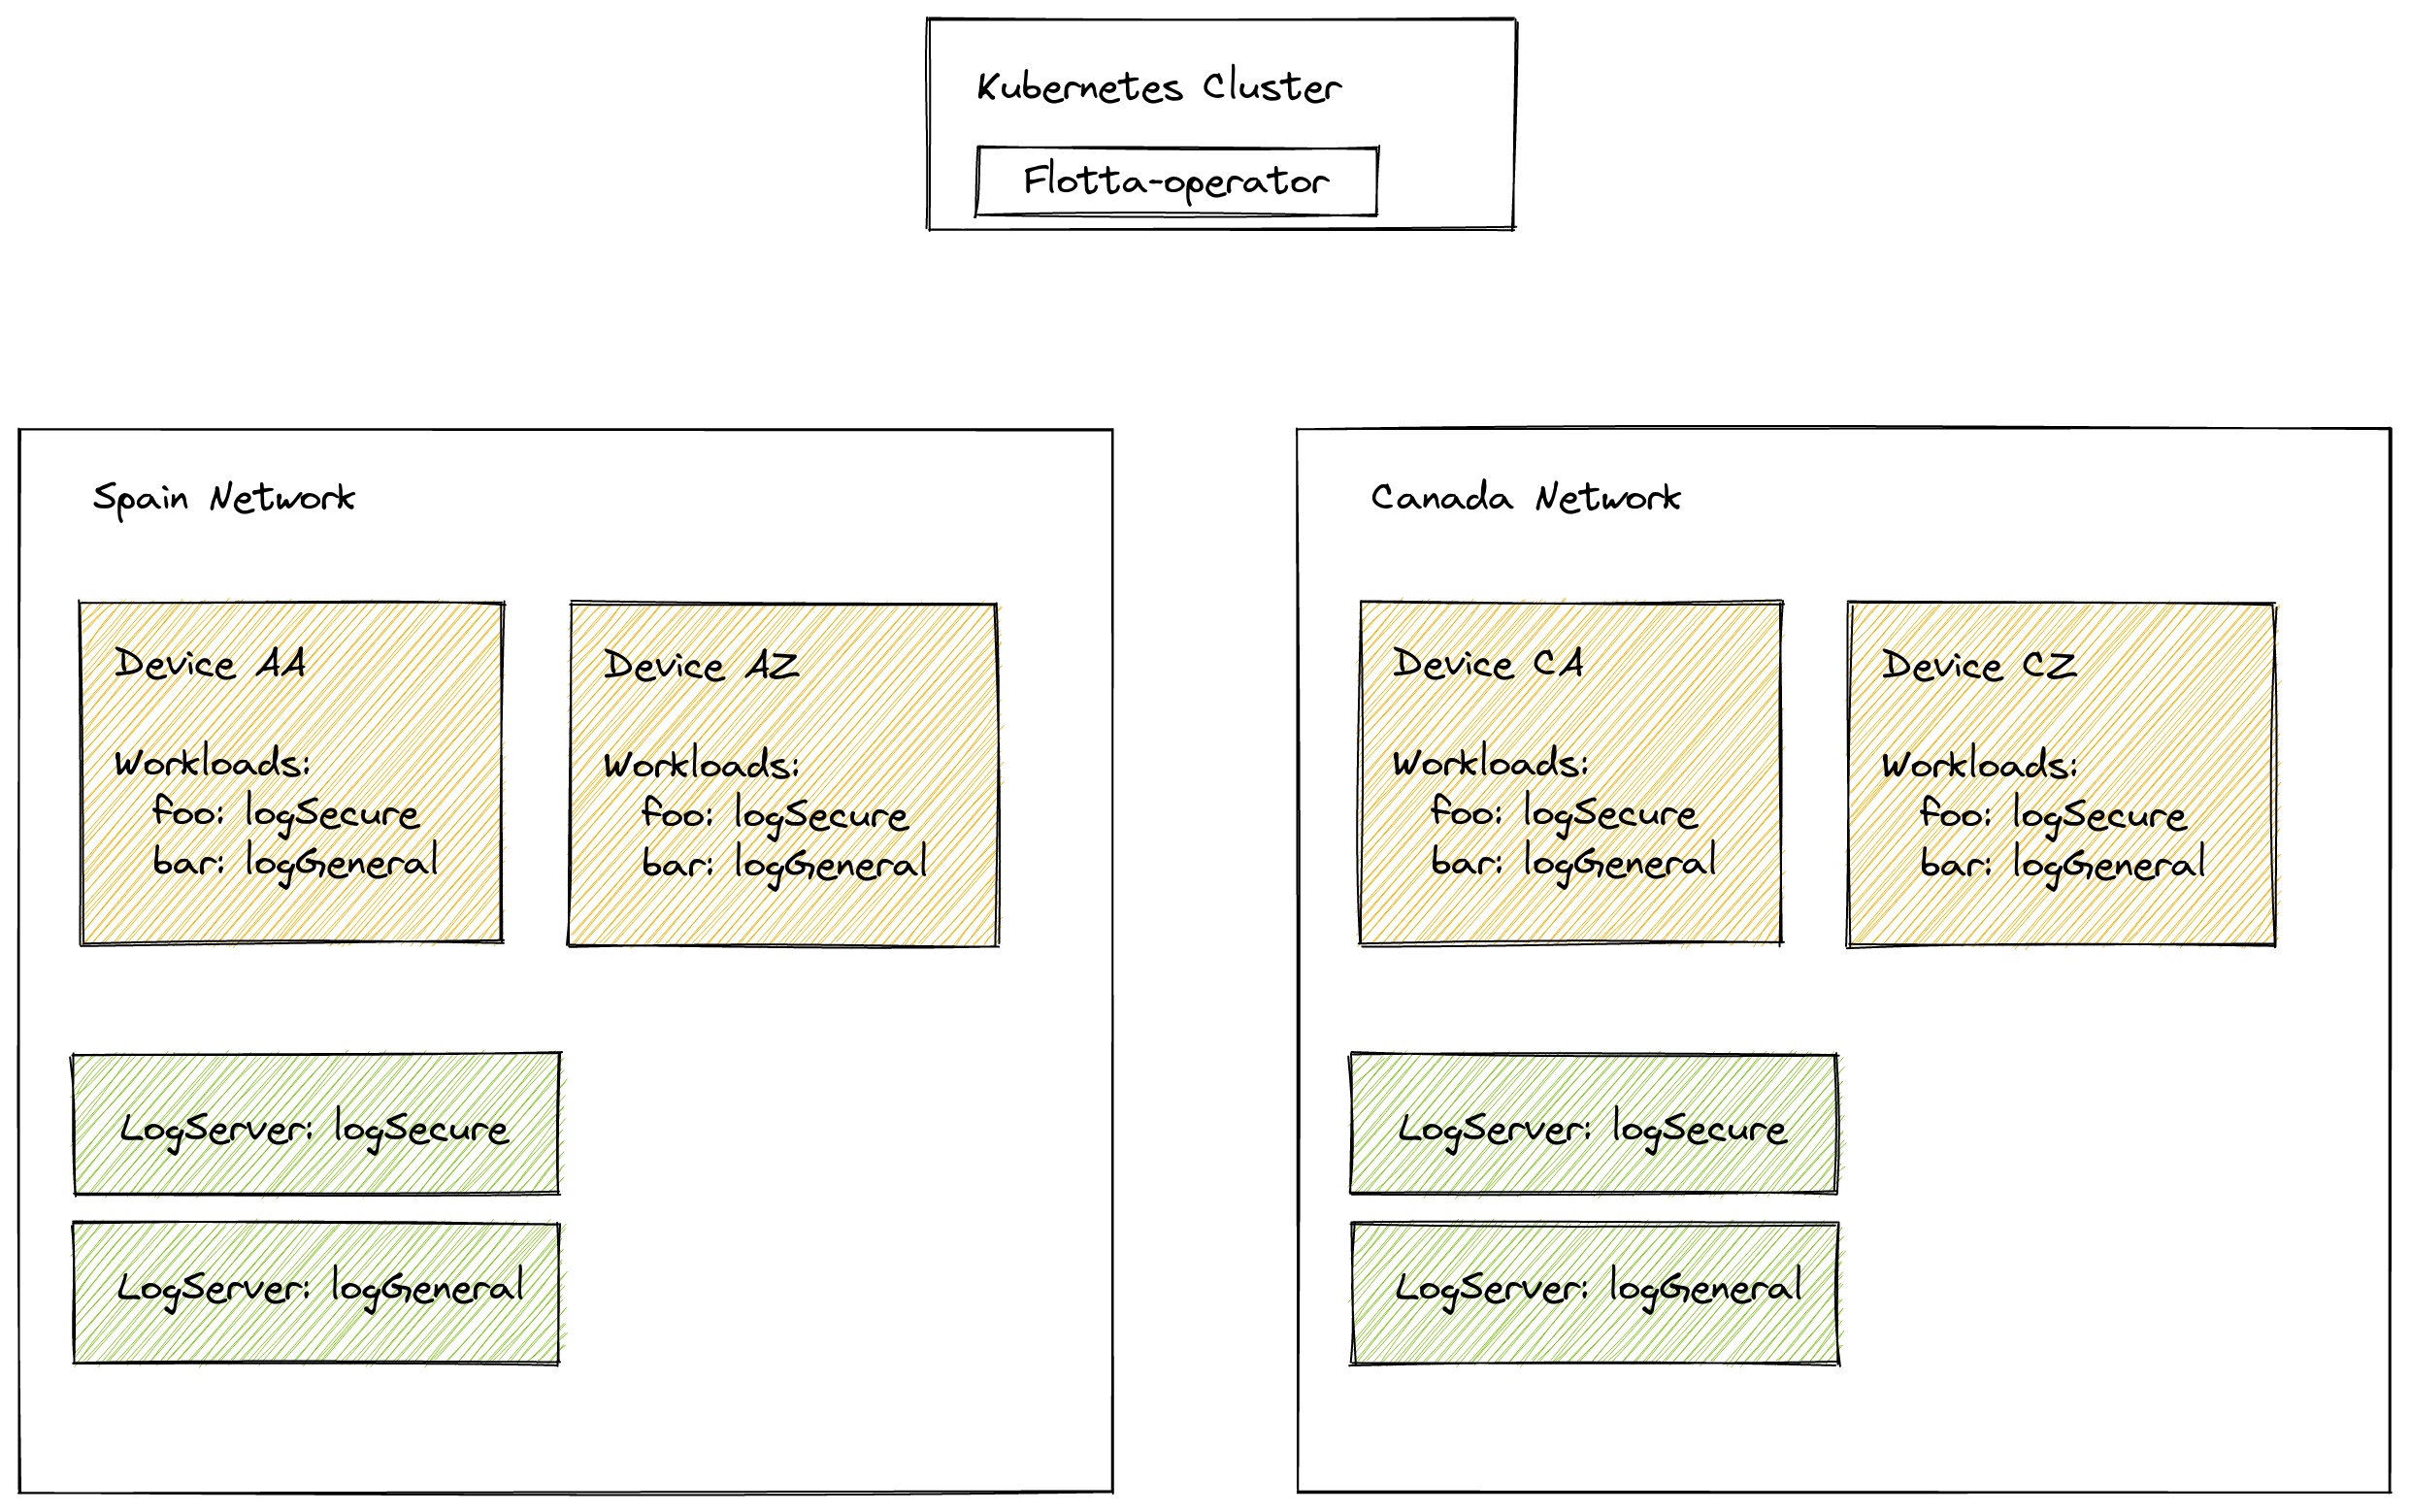 Kubernetes Cluster
Flotta-operator
Spain Network
Device AA
Workloads:
foo: logSecure
bar: logGeneral
Device AZ
Workloads:
foo: logSecure
bar: logGeneral
LogServer: logSecure
LogServer: logGeneral
Canada Network
Device CA
Workloads:
foo: logSecure
bar: logGeneral
Device CZ
Workloads:
foo: logSecure
bar: logGeneral
LogServer: logSecure
LogServer: logGeneral